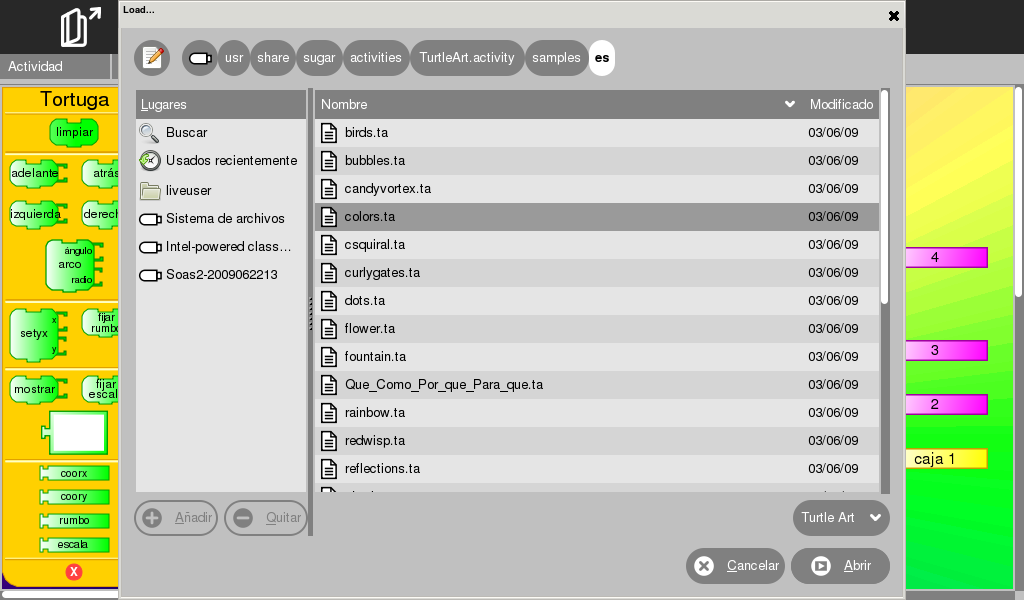 Load...
Actividad
usr share sugar activities TurtleArt.activity samples es
Lugares
Buscar
Usados recientemente
liveuser
Sistema de archivos
Intel-powered class...
Soas2-2009062213
Añadir Quitar
Nombre Modificado
birds.ta 03/06/09
bubbles.ta 03/06/09
candyvortex.ta 03/06/09
colors.ta 03/06/09
csquiral.ta 03/06/09
curlygates.ta 03/06/09
dots.ta 03/06/09
flower.ta 03/06/09
fountain.ta 03/06/09
Que_Como_Por_que_Para_que.ta 03/06/09
rainbow.ta 03/06/09
redwisp.ta 03/06/09
reflections.ta 03/06/09
Turtle Art
Cancelar Abrir
Tortuga
limpiar
adelante atrás
izquierda derech
ángulo
arco
radio
x
setyx
y
fijar
rumbo
mostrar
fijar
escal
coorx
coory
rumbo
escala
X
4
3
2
caja 1